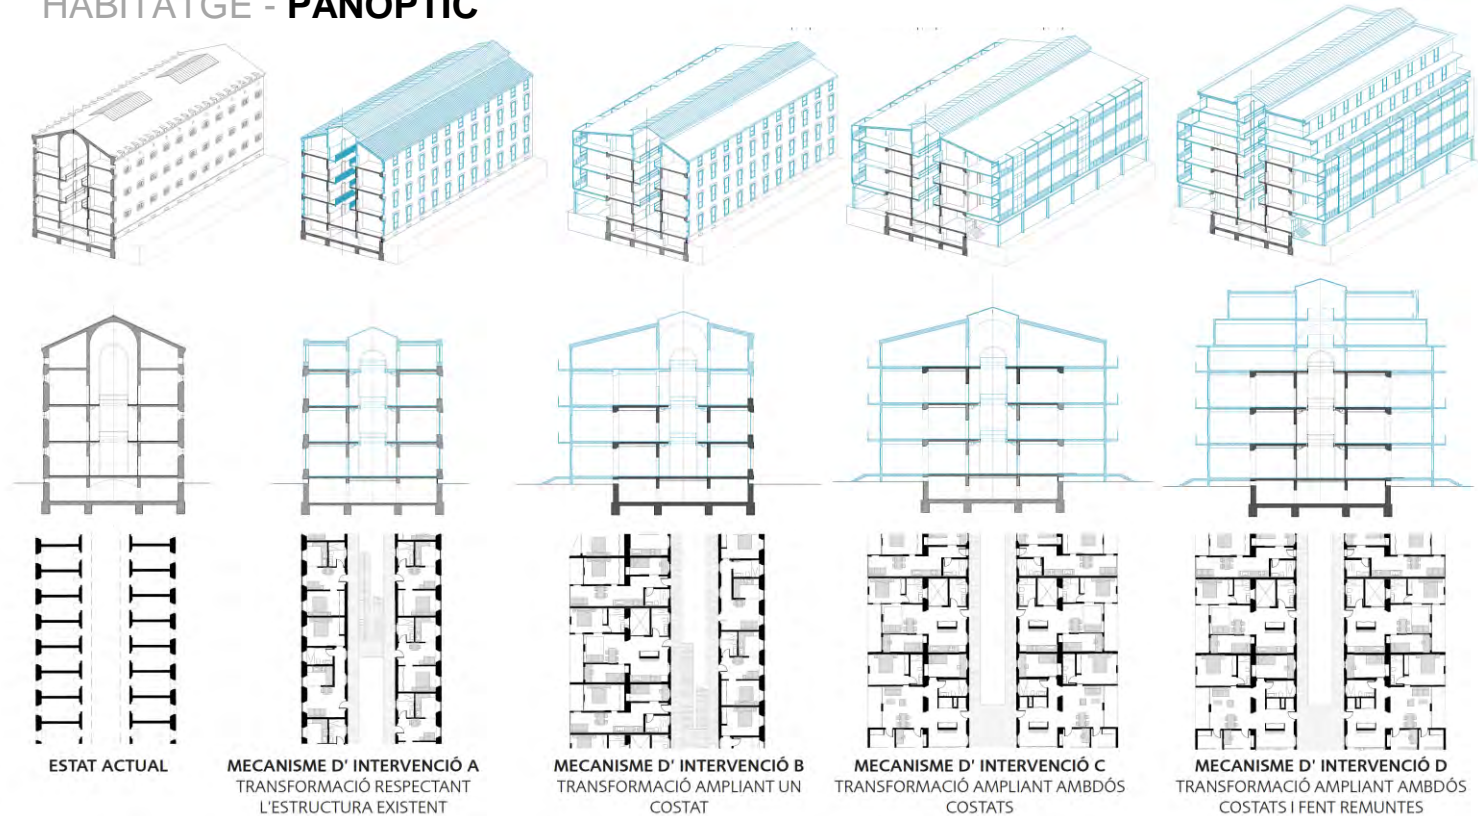 HABITATGE - PANÒPTIC
ESTAT ACTUAL
MECANISME D' INTERVENCIÓ A
TRANSFORMACIÓ RESPECTANT
L'ESTRUCTURA EXISTENT
MECANISME D' INTERVENCIÓ B
TRANSFORMACIÓ AMPLIANT UN
COSTAT
MECANISME D' INTERVENCIÓ C
TRANSFORMACIÓ AMPLIANT AMBDÓS
COSTATS
MECANISME D' INTERVENCIÓ D
TRANSFORMACIÓ AMPLIANT AMBDÓS
COSTATS I FENT REMUNTES